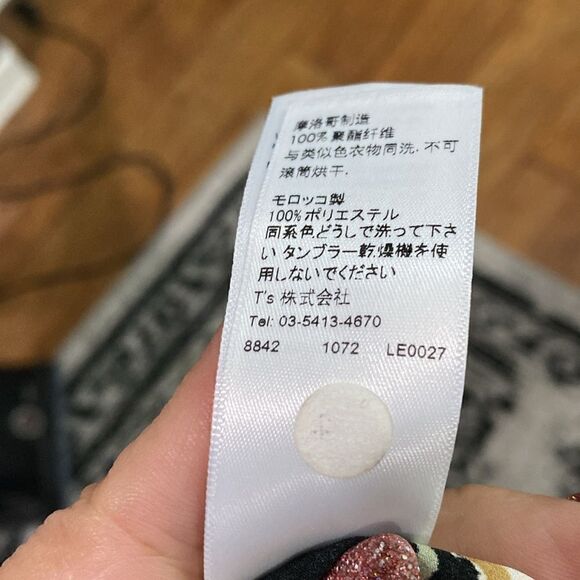 摩洛哥制造
100% 聚酯纤维
与类似色衣物同洗. 不可
滚筒烘干.
モロッコ製
100% ポリエステル
同系色どうしで洗って下さ
い タンブラー乾燥機を使
用しないでください
T's 株式会社
Tel: 03-5413-4670
8842 1072 LE0027